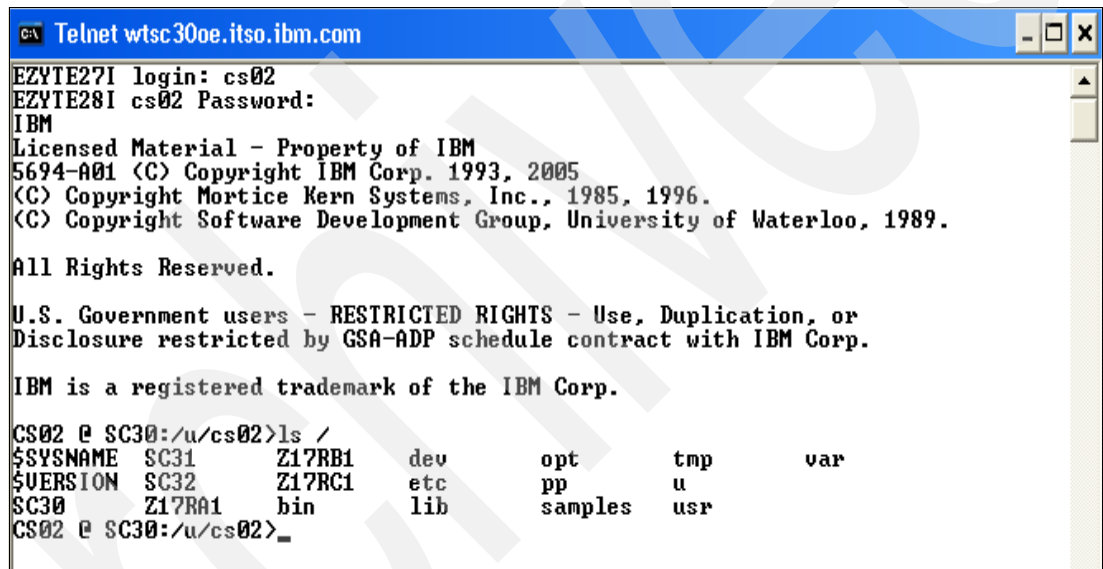 Telnet wtsc30oe.itso.ibm.com
EZYTE27I login: cs02
EZYTE28I cs02 Password:
IBM
Licensed Material - Property of IBM
5694-A01 (C) Copyright IBM Corp. 1993, 2005
(C) Copyright Mortice Kern Systems, Inc., 1985, 1996.
(C) Copyright Software Development Group, University of Waterloo, 1989.
All Rights Reserved.
U.S. Government users - RESTRICTED RIGHTS - Use, Duplication, or
Disclosure restricted by GSA-ADP schedule contract with IBM Corp.
IBM is a registered trademark of the IBM Corp.
CS02 @ SC30:/u/cs02>ls /
$SYSNAME SC31 Z17RB1 dev opt tmp var
$VERSION SC32 Z17RC1 etc pp u
SC30 Z17RA1 bin lib samples usr
CS02 @ SC30:/u/cs02>_